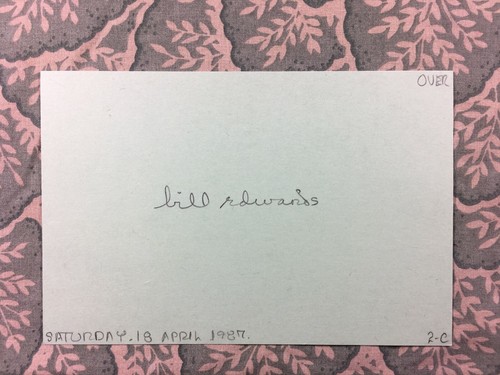 OVER
bill edwards
SATURDAY, 18 APRIL 1987.
2-C